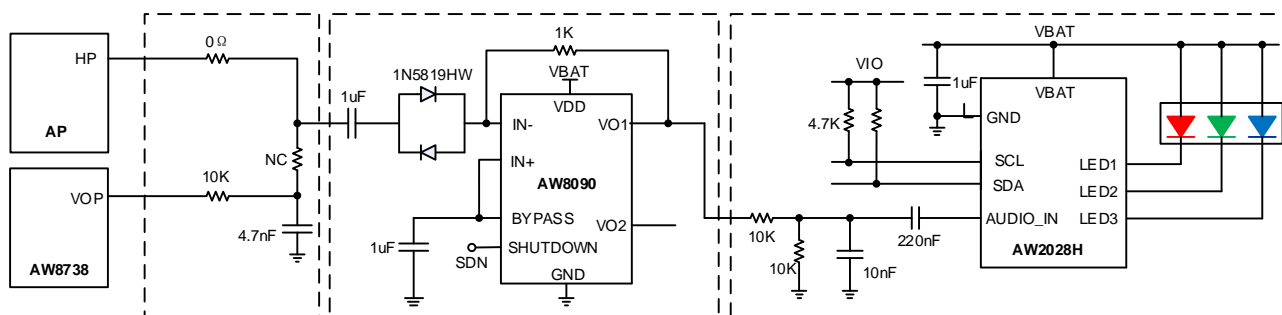 HP
AP
VOP
AW8738
0Ω
NC
10K
4.7nF
1uF
1N5819HW
1K
VBAT
VDD
IN-
VO1
IN+
AW8090
BYPASS
VO2
SHUTDOWN
GND
1uF
SDN
VBAT
VIO
1uF
4.7K
VBAT
GND
SCL
SDA
LED1
LED2
LED3
AUDIO_IN
AW2028H
10K
10K
10nF
220nF